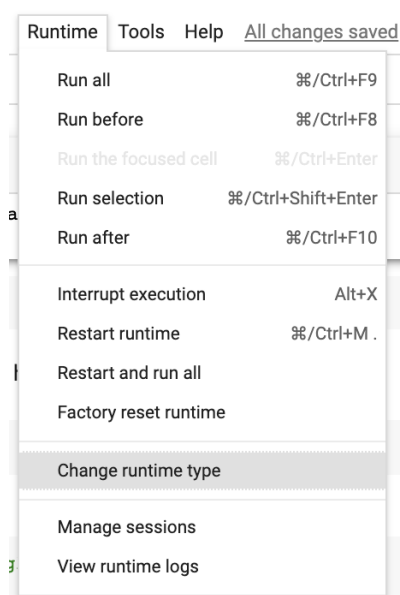 Runtime Tools Help All changes saved
Run all ⌘/Ctrl+F9
Run before ⌘/Ctrl+F8
Run the focused cell ⌘/Ctrl+Enter
Run selection ⌘/Ctrl+Shift+Enter
Run after ⌘/Ctrl+F10
Interrupt execution Alt+X
Restart runtime ⌘/Ctrl+M .
Restart and run all
Factory reset runtime
Change runtime type
Manage sessions
View runtime logs